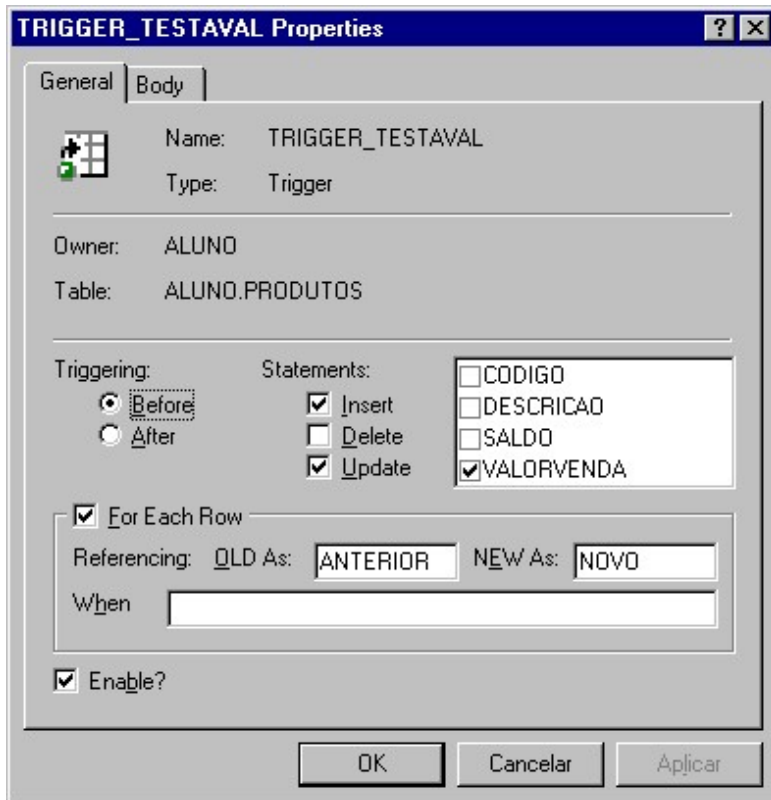 TRIGGER_TESTAVAL Properties
General Body
Name: TRIGGER_TESTAVAL
Type: Trigger
Owner: ALUNO
Table: ALUNO.PRODUTOS
Triggering: Statements: CODIGO
Before Insert DESCRICAO
After Delete SALDO
Update VALORVENDA
For Each Row
Referencing: OLD As: ANTERIOR NEW As: NOVO
When
Enable?
OK Cancelar Aplicar